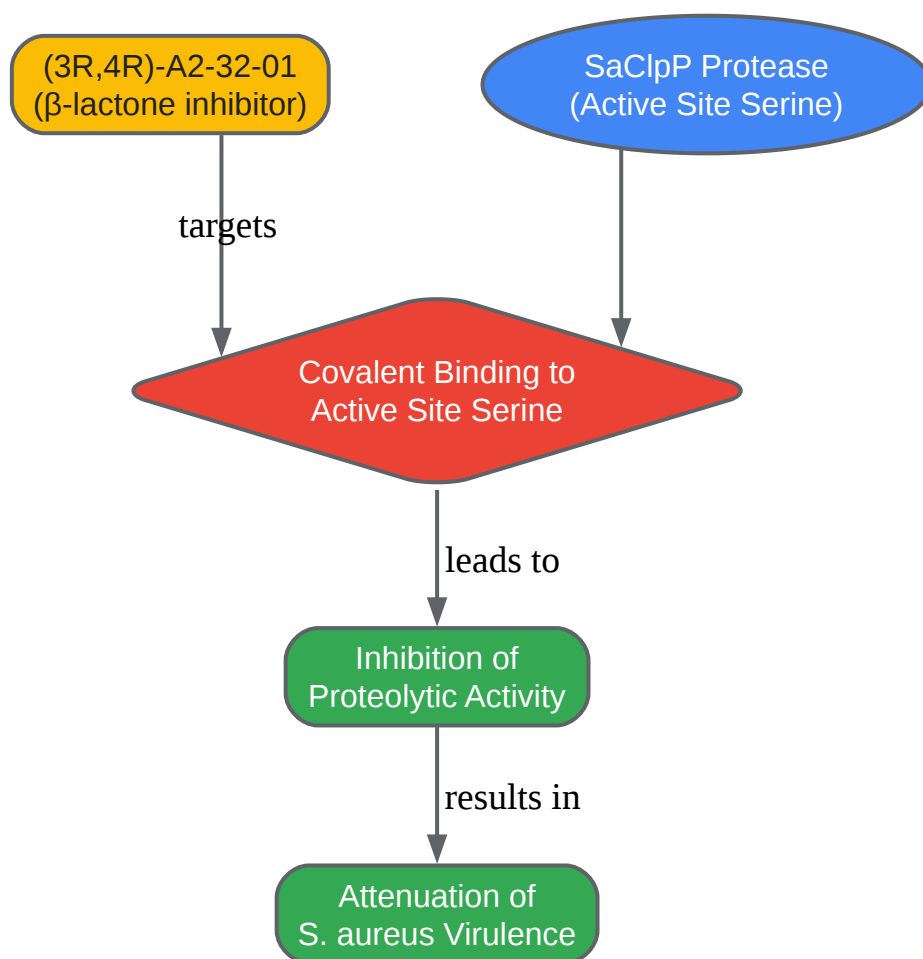 (3R,4R)-A2-32-01
(β-lactone inhibitor)
SaClpP Protease
(Active Site Serine)
targets
Covalent Binding to
Active Site Serine
leads to
Inhibition of
Proteolytic Activity
results in
Attenuation of
S. aureus Virulence